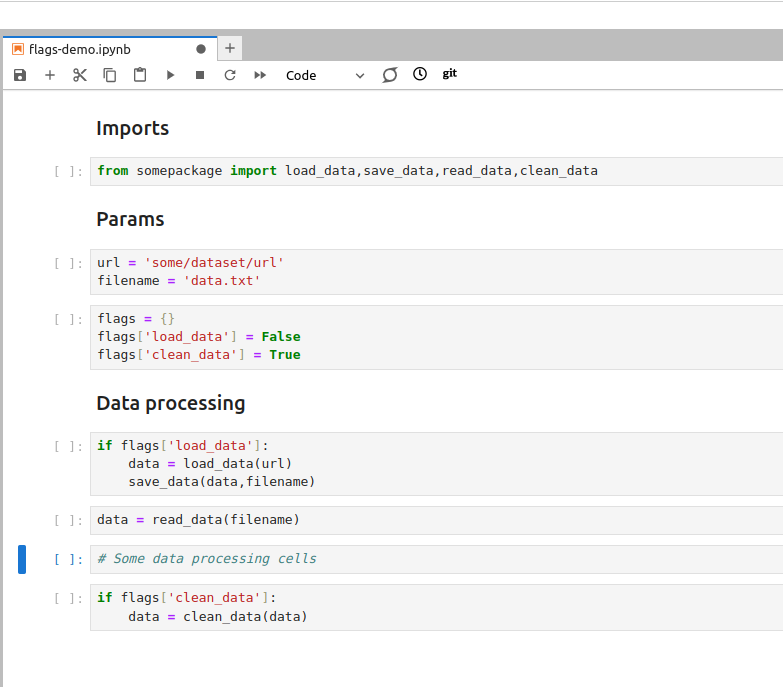 flags-demo.ipynb
Code
git
Imports
[ ]: from somepackage import load_data,save_data,read_data,clean_data
Params
[ ]: url = 'some/dataset/url'
filename = 'data.txt'
[ ]: flags = {}
flags['load_data'] = False
flags['clean_data'] = True
Data processing
[ ]: if flags['load_data']:
    data = load_data(url)
    save_data(data,filename)
[ ]: data = read_data(filename)
[ ]: # Some data processing cells
[ ]: if flags['clean_data']:
    data = clean_data(data)